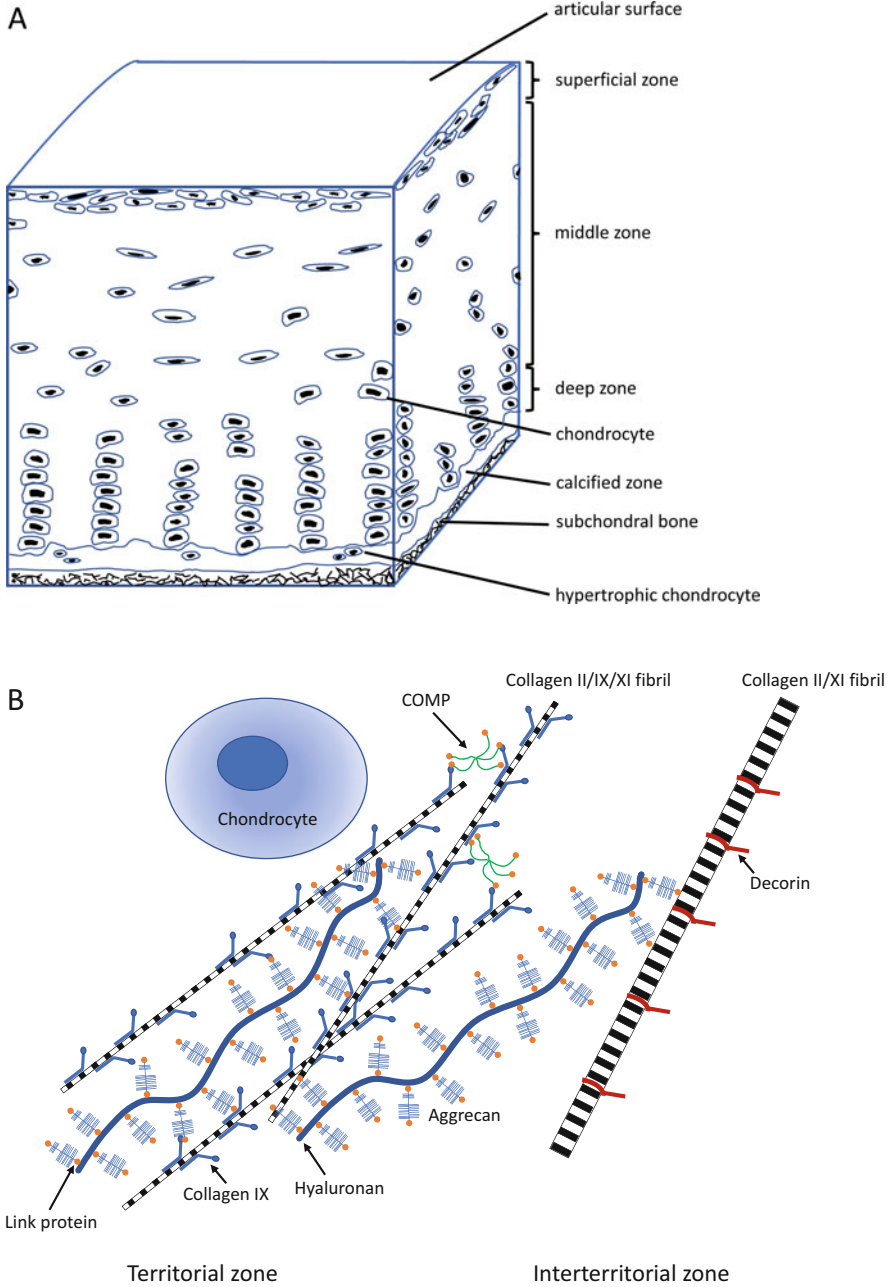 A
articular surface
superficial zone
middle zone
deep zone
chondrocyte
calcified zone
subchondral bone
hypertrophic chondrocyte
B
COMP
Collagen II/IX/XI fibril
Collagen II/XI fibril
Chondrocyte
Decorin
Aggrecan
Collagen IX
Hyaluronan
Link protein
Territorial zone
Interterritorial zone